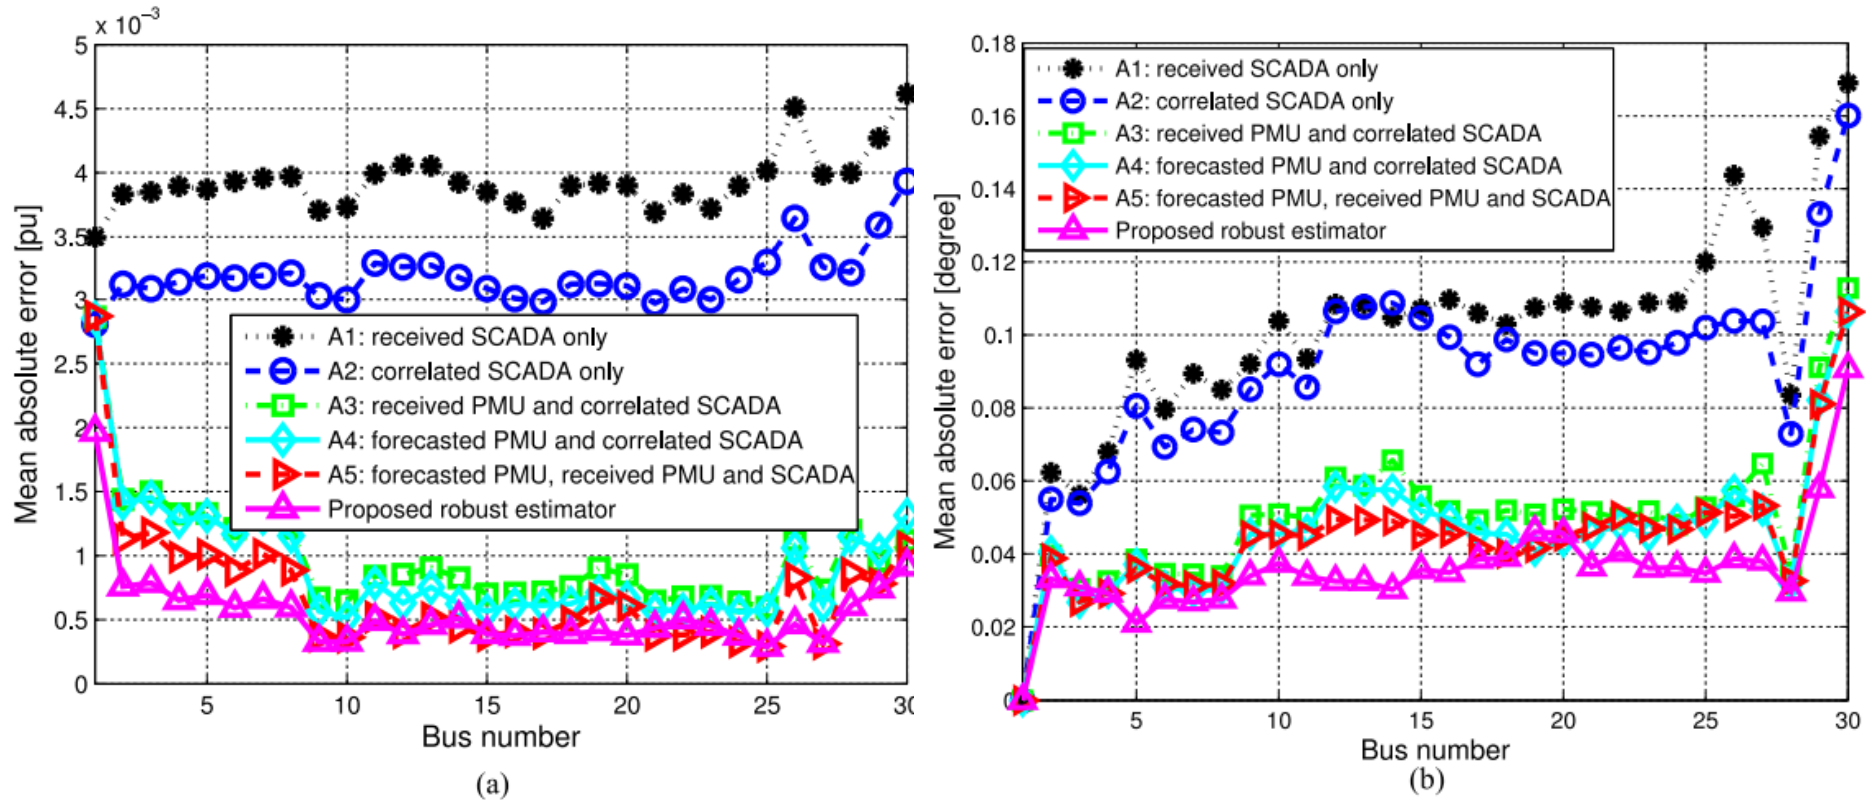 x 10⁻³
5
4.5
4
3.5
3
2.5
2
1.5
1
0.5
0
Mean absolute error [pu]
A1: received SCADA only
A2: correlated SCADA only
A3: received PMU and correlated SCADA
A4: forecasted PMU and correlated SCADA
A5: forecasted PMU, received PMU and SCADA
Proposed robust estimator
5 10 15 20 25 30
Bus number
(a)
0.18
0.16
0.14
0.12
0.1
0.08
0.06
0.04
0.02
0
Mean absolute error [degree]
A1: received SCADA only
A2: correlated SCADA only
A3: received PMU and correlated SCADA
A4: forecasted PMU and correlated SCADA
A5: forecasted PMU, received PMU and SCADA
Proposed robust estimator
5 10 15 20 25 30
Bus number
(b)